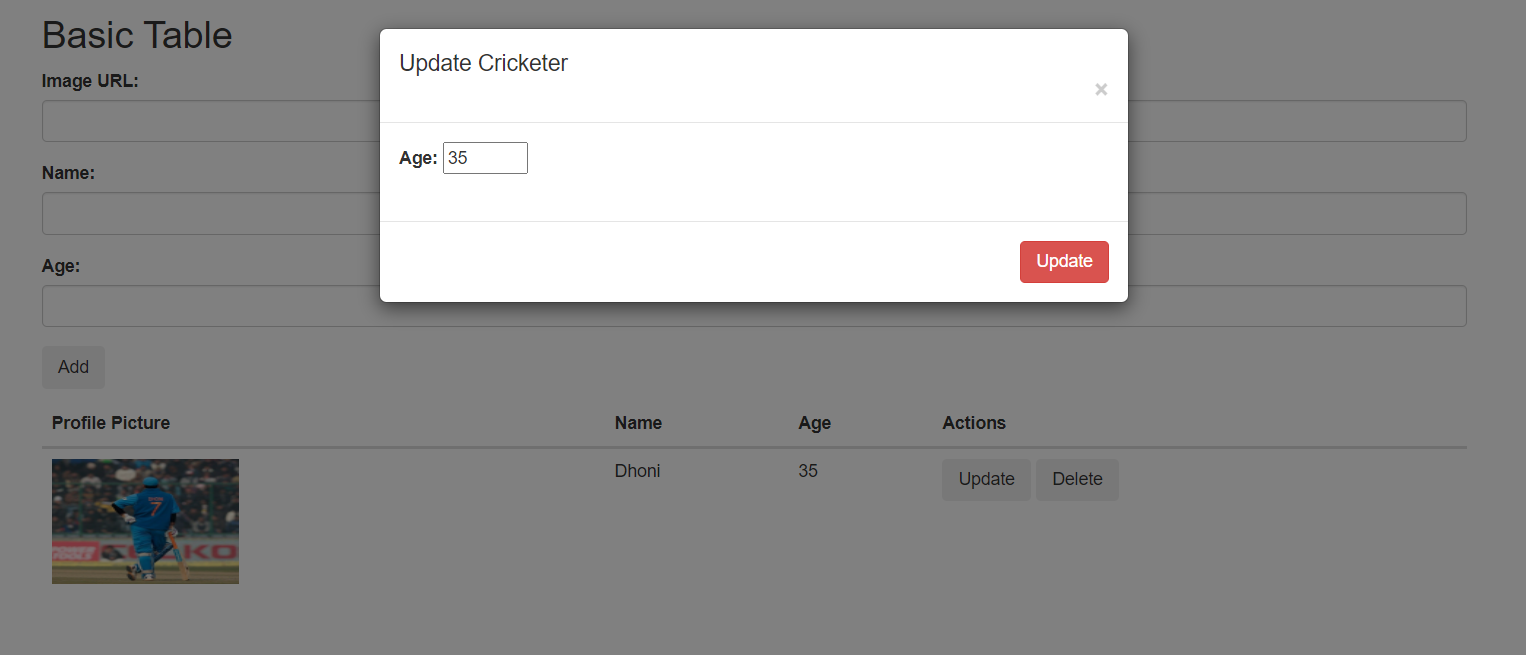 Basic Table
Image URL:
Name:
Age:
Add
Update Cricketer
×
Age: 35
Update
Profile Picture Name Age Actions
Dhoni 35 Update Delete
7